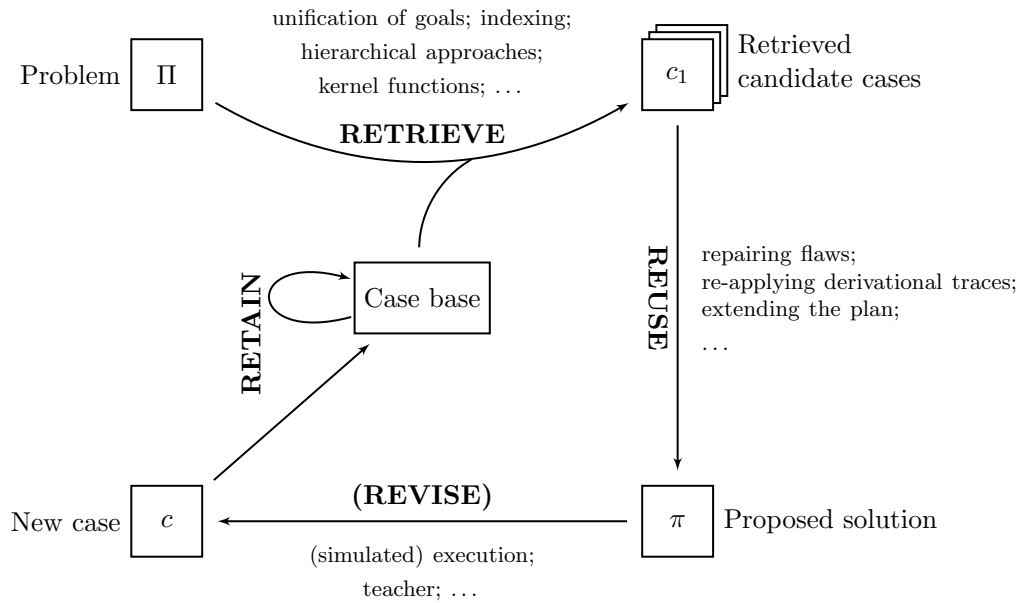 unification of goals; indexing;
hierarchical approaches;
kernel functions; ...
Problem
Π
c₁
Retrieved
candidate cases
RETRIEVE
repairing flaws;
re-applying derivational traces;
extending the plan;
...
REUSE
Case base
RETAIN
(REVISE)
New case
c
π
Proposed solution
(simulated) execution;
teacher; ...